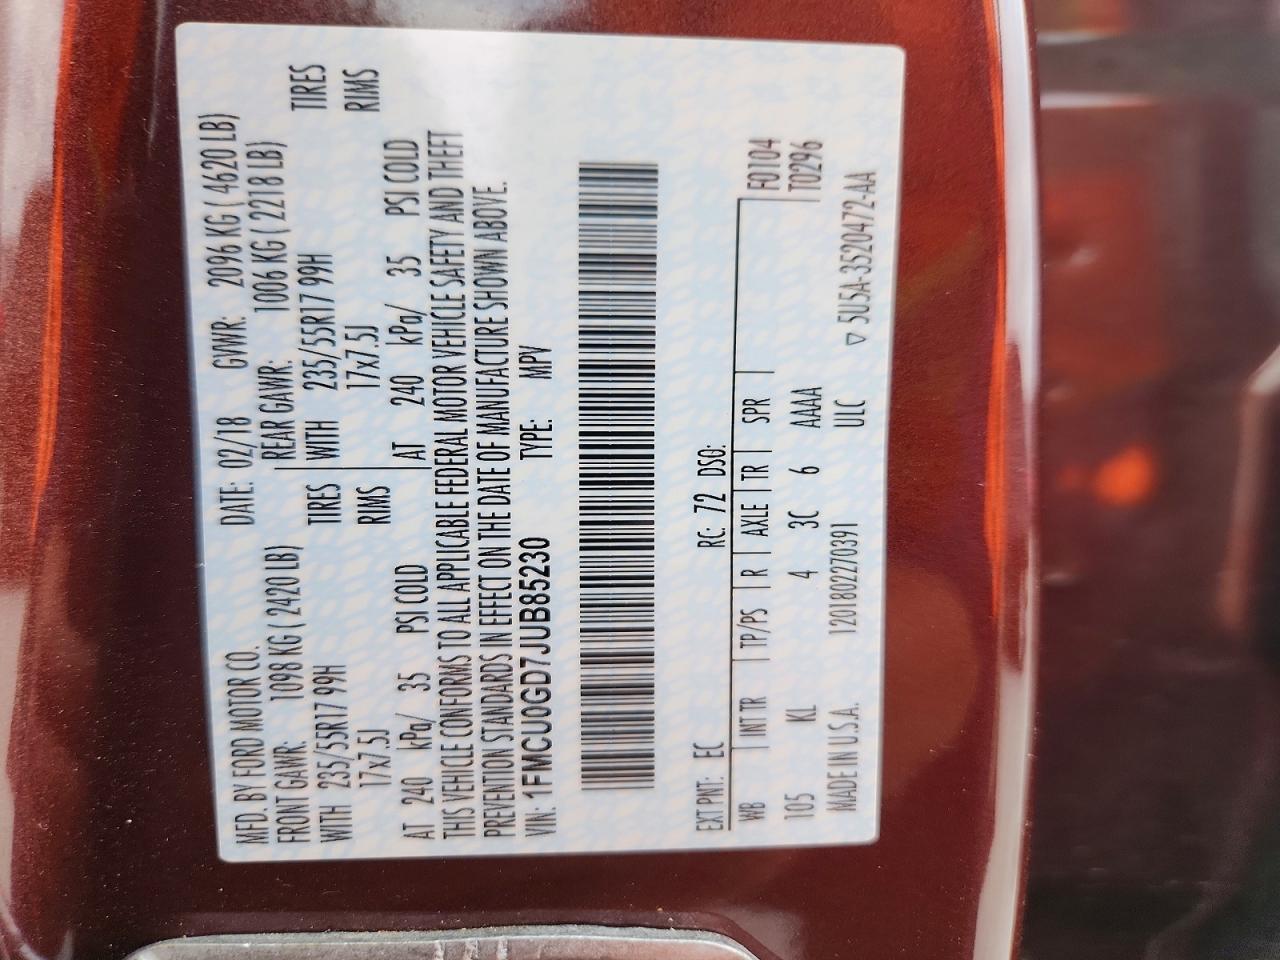 MFD. BY FORD MOTOR CO. DATE: 02/18 GVWR: 2096 KG ( 4620 LB)
FRONT GAWR: 1098 KG ( 2420 LB) REAR GAWR: 1006 KG ( 2218 LB)
WITH 235/55R17 99H TIRES WITH 235/55R17 99H TIRES
17x7.5J RIMS 17x7.5J RIMS
AT 240 kPa/ 35 PSI COLD AT 240 kPa/ 35 PSI COLD
THIS VEHICLE CONFORMS TO ALL APPLICABLE FEDERAL MOTOR VEHICLE SAFETY AND THEFT
PREVENTION STANDARDS IN EFFECT ON THE DATE OF MANUFACTURE SHOWN ABOVE.
VIN: 1FMCU0GD7JUB85230 TYPE: MPV
EXT PNT: EC RC: 72 DSO:
WB INT TR TP/PS R AXLE TR SPR F0104
T0296
105 KL 4 3C 6 AAAA
MADE IN U.S.A. 120180227039 1 ULC
▽ 5U5A-3520472-AA